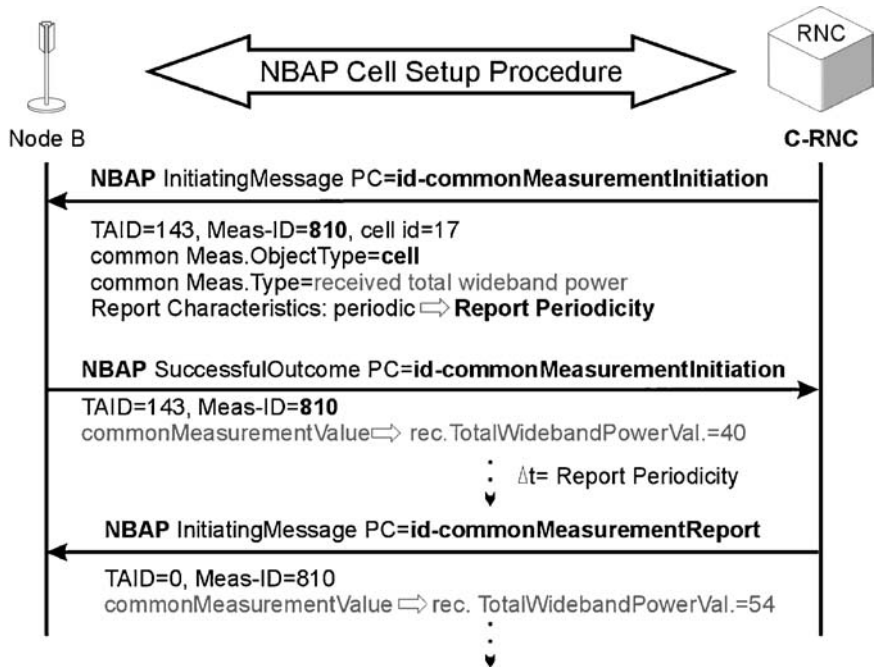 RNC
NBAP Cell Setup Procedure
Node B
C-RNC
NBAP InitiatingMessage PC=id-commonMeasurementInitiation
TAID=143, Meas-ID=810, cell id=17
common Meas.ObjectType=cell
common Meas.Type=received total wideband power
Report Characteristics: periodic ⇨ Report Periodicity
NBAP SuccessfulOutcome PC=id-commonMeasurementInitiation
TAID=143, Meas-ID=810
commonMeasurementValue ⇨ rec.TotalWidebandPowerVal.=40
Δt= Report Periodicity
NBAP InitiatingMessage PC=id-commonMeasurementReport
TAID=0, Meas-ID=810
commonMeasurementValue ⇨ rec. TotalWidebandPowerVal.=54